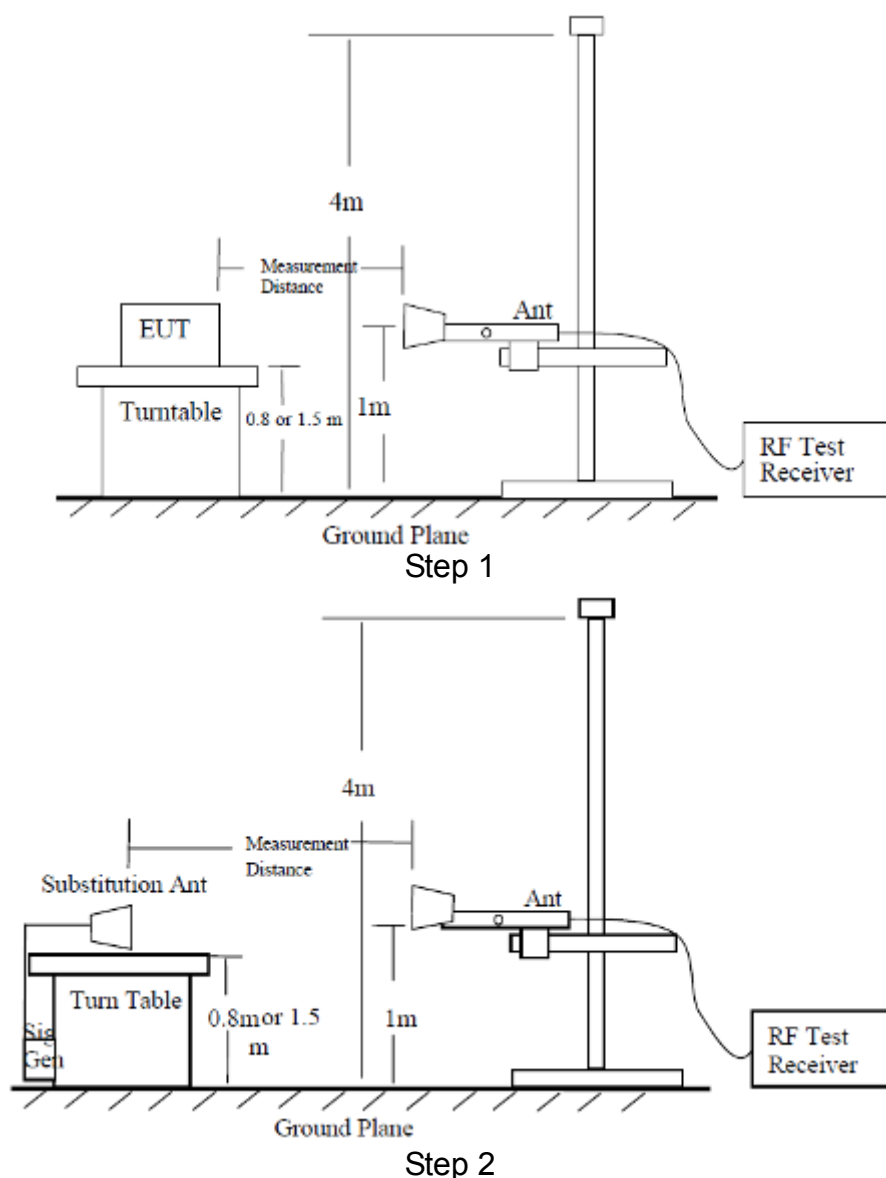 4m
Measurement
Distance
EUT
Ant
Turntable
0.8 or 1.5 m
1m
RF Test
Receiver
Ground Plane
Step 1
4m
Measurement
Distance
Substitution Ant
Ant
Turn Table
0.8m or 1.5
m
1m
Sig
Gen
RF Test
Receiver
Ground Plane
Step 2